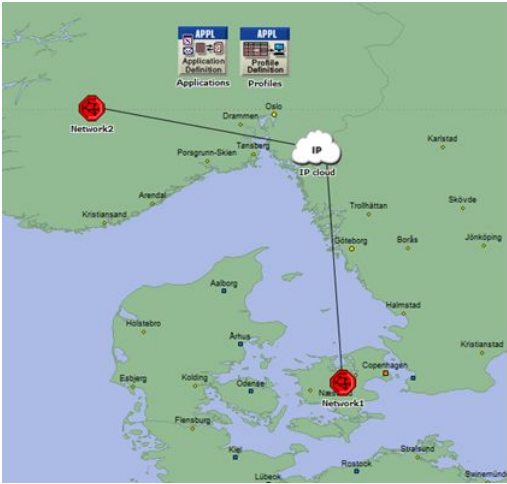 APPL
APPL
Application
Definition
Profile
Definition
Applications
Profiles
Network2
Oslo
Drammen
IP
IP cloud
Karlstad
Porsgrunn-Skien
Tønsberg
Arendal
Kristiansand
Trollhättan
Skövde
Göteborg
Borås
Jönköping
Aalborg
Halmstad
Holstebro
Århus
Kristianstad
Copenhagen
Esbjerg
Kolding
Odense
Network1
Flensburg
Kiel
Stralsund
Rostock
Lübeck